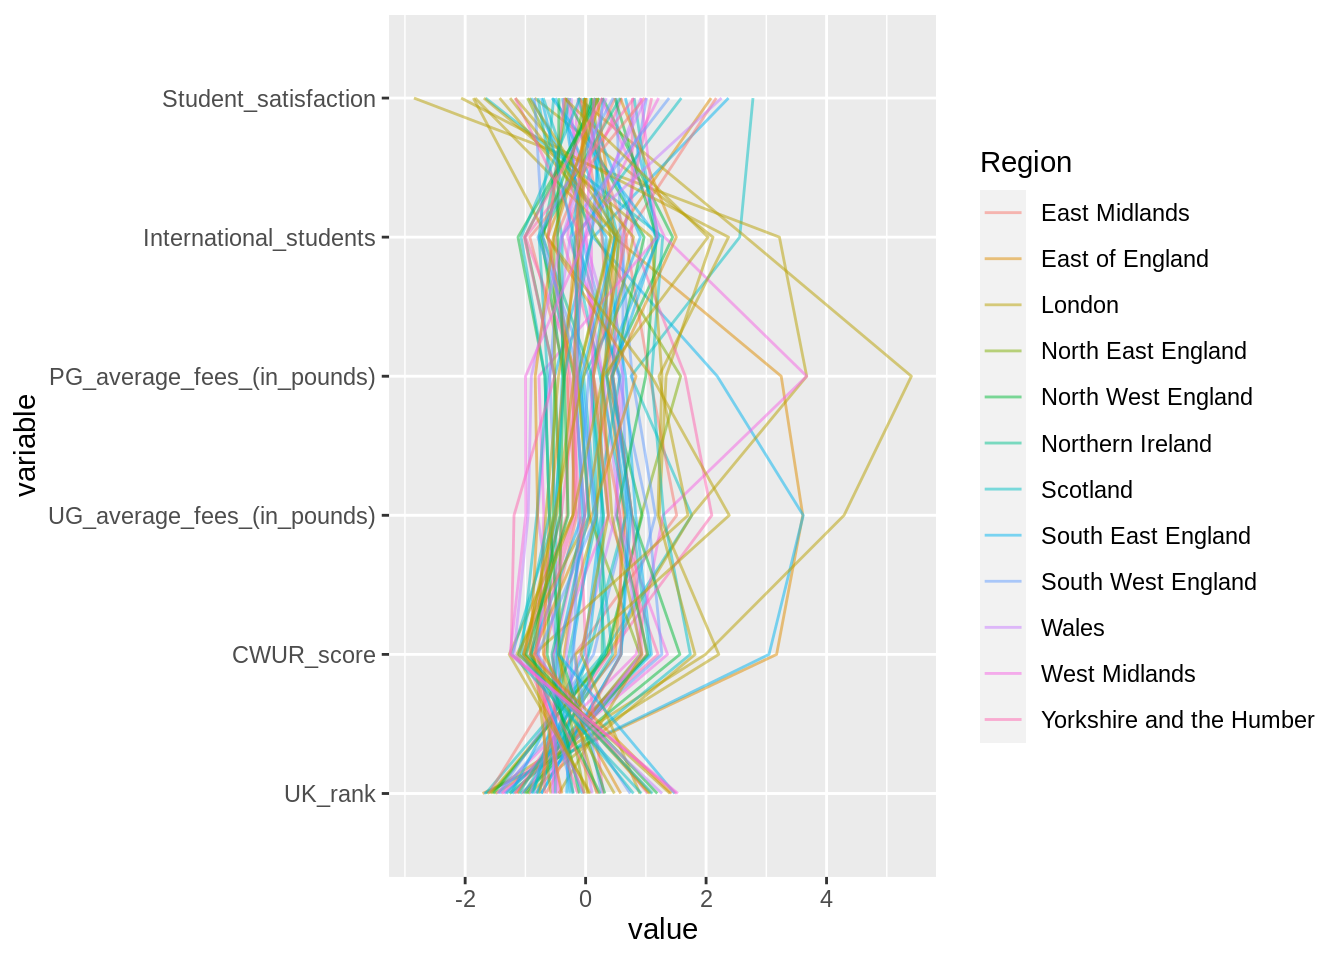 Student_satisfaction
International_students
PG_average_fees_(in_pounds)
UG_average_fees_(in_pounds)
CWUR_score
UK_rank
variable
-2 0 2 4
value
Region
East Midlands
East of England
London
North East England
North West England
Northern Ireland
Scotland
South East England
South West England
Wales
West Midlands
Yorkshire and the Humber